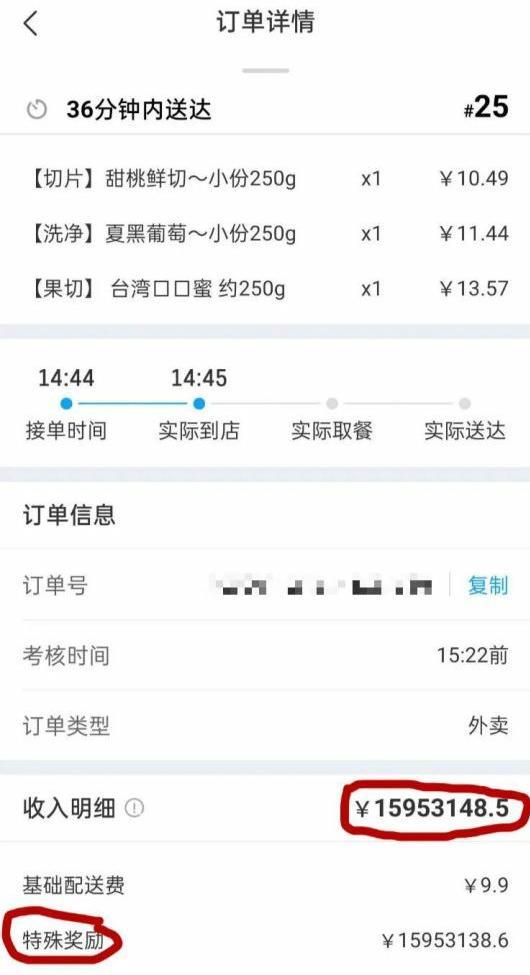 订单详情
36分钟内送达 #25
【切片】甜桃鲜切～小份250g x1 ￥10.49
【洗净】夏黑葡萄～小份250g x1 ￥11.44
【果切】 台湾口口蜜 约250g x1 ￥13.57
14:44 14:45
接单时间 实际到店 实际取餐 实际送达
订单信息
订单号 复制
考核时间 15:22前
订单类型 外卖
收入明细 ￥15953148.5
基础配送费 ￥9.9
特殊奖励 ￥15953138.6